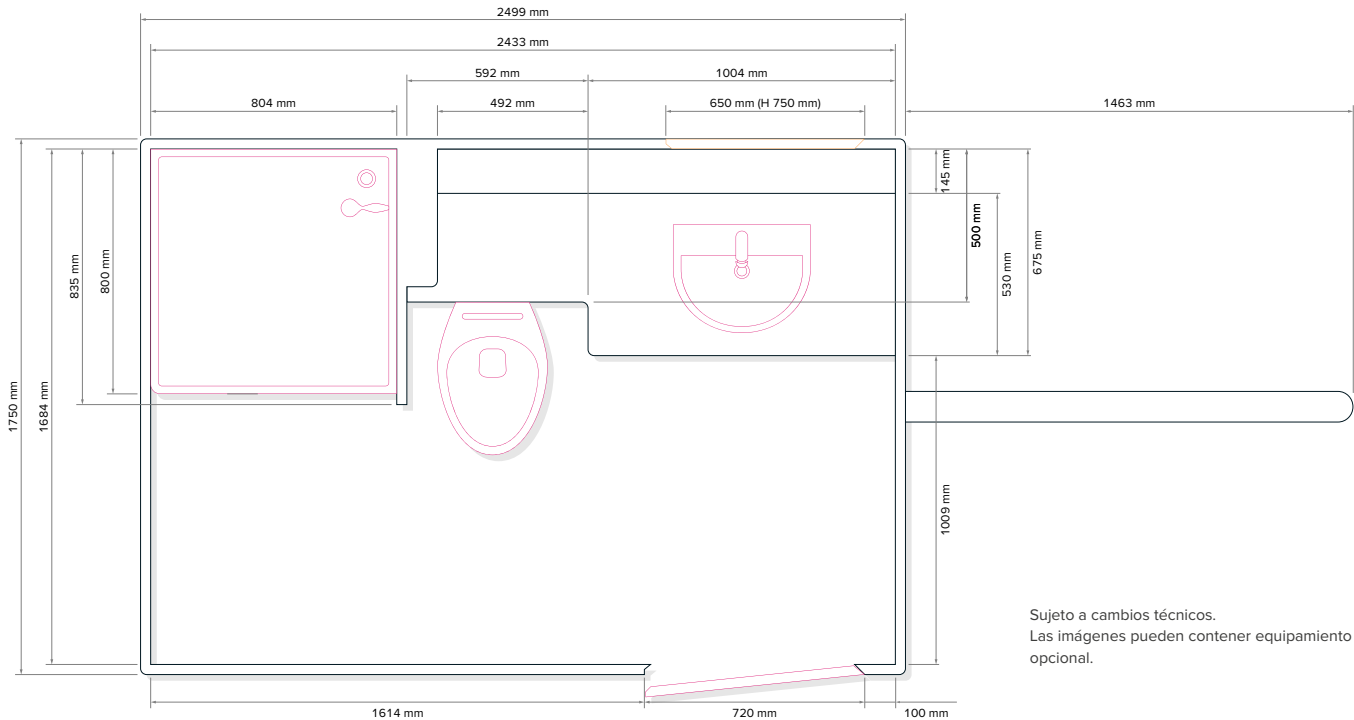 2499 mm
2433 mm
592 mm
1004 mm
804 mm
492 mm
650 mm (H 750 mm)
1463 mm
145 mm
500 mm
530 mm
675 mm
835 mm
800 mm
1750 mm
1684 mm
1009 mm
Sujeto a cambios técnicos.
Las imágenes pueden contener equipamiento
opcional.
1614 mm
720 mm
100 mm